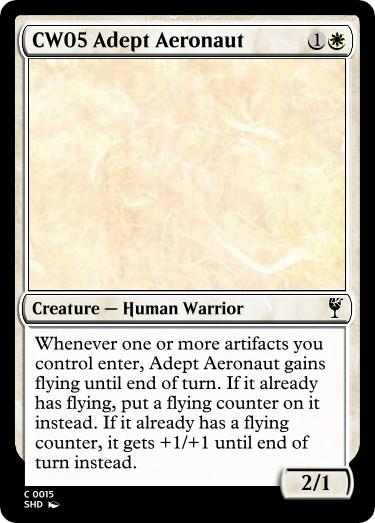 CW05 Adept Aeronaut 1
Creature — Human Warrior
Whenever one or more artifacts you
control enter, Adept Aeronaut gains
flying until end of turn. If it already
has flying, put a flying counter on it
instead. If it already has a flying
counter, it gets +1/+1 until end of
turn instead.
2/1
C 0015
SHD